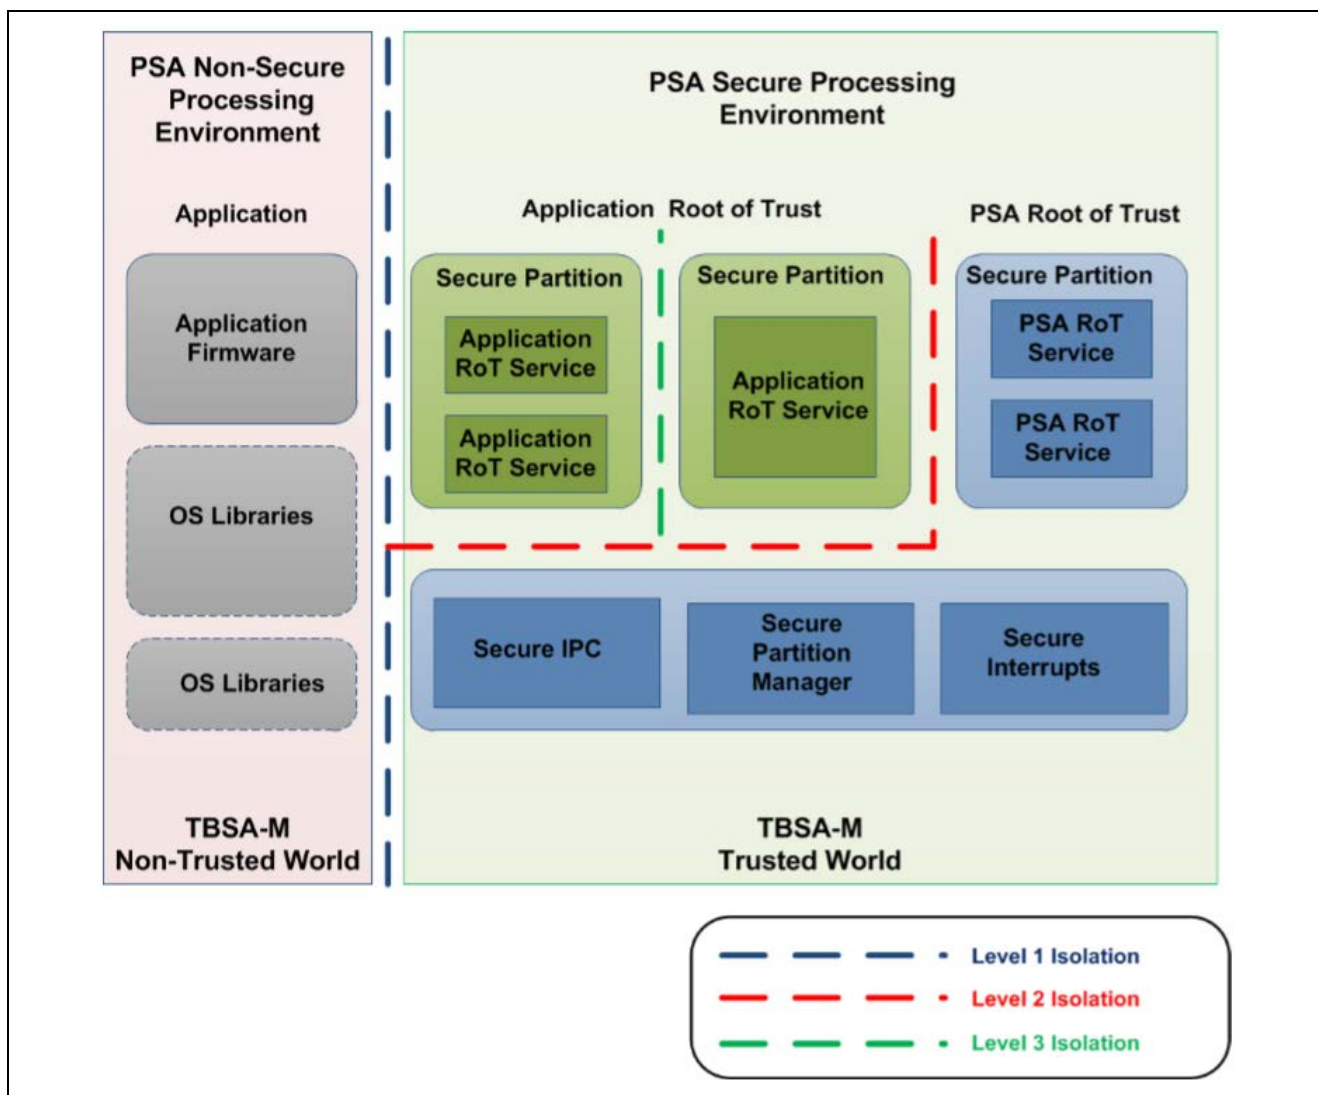 PSA Non-Secure
Processing
Environment
Application
Application
Firmware
OS Libraries
OS Libraries
TBSA-M
Non-Trusted World
PSA Secure Processing
Environment
Application Root of Trust
PSA Root of Trust
Secure Partition
Application
RoT Service
Application
RoT Service
Secure Partition
Application
RoT Service
Secure Partition
PSA RoT
Service
PSA RoT
Service
Secure IPC
Secure
Partition
Manager
Secure
Interrupts
TBSA-M
Trusted World
Level 1 Isolation
Level 2 Isolation
Level 3 Isolation